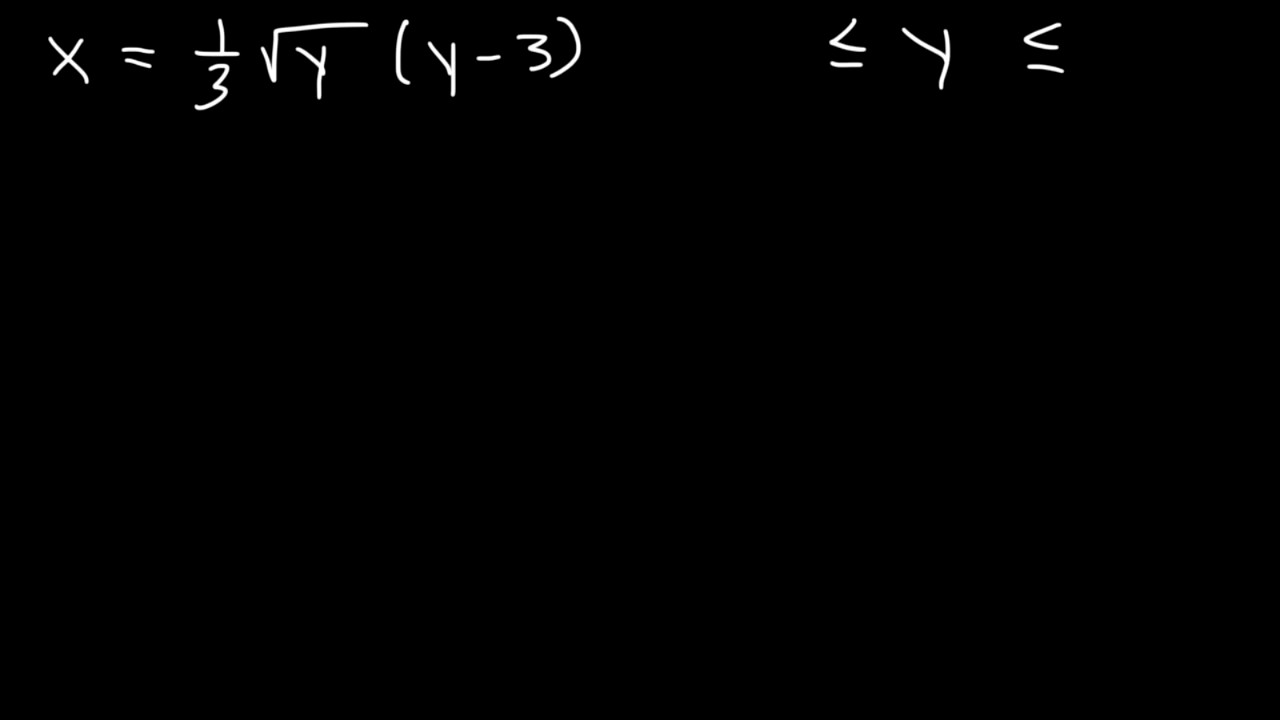 x = 1/3 √y (y - 3) ≤ y ≤